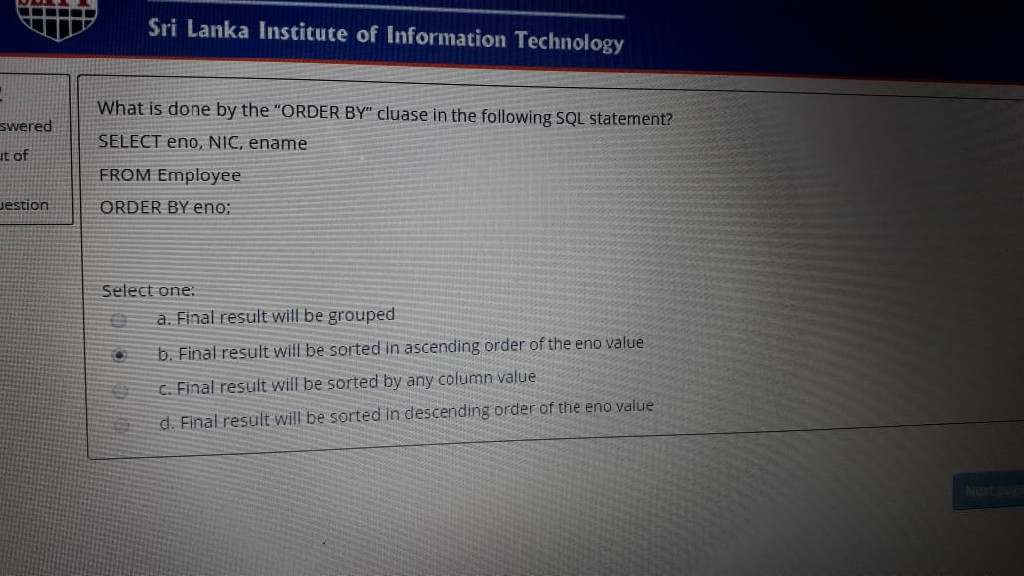 Sri Lanka Institute of Information Technology
swered
ut of
uestion
What is done by the "ORDER BY" cluase in the following SQL statement?
SELECT eno, NIC, ename
FROM Employee
ORDER BY eno;
Select one:
a. Final result will be grouped
b. Final result will be sorted in ascending order of the eno value
c. Final result will be sorted by any column value
d. Final result will be sorted in descending order of the eno value
Next